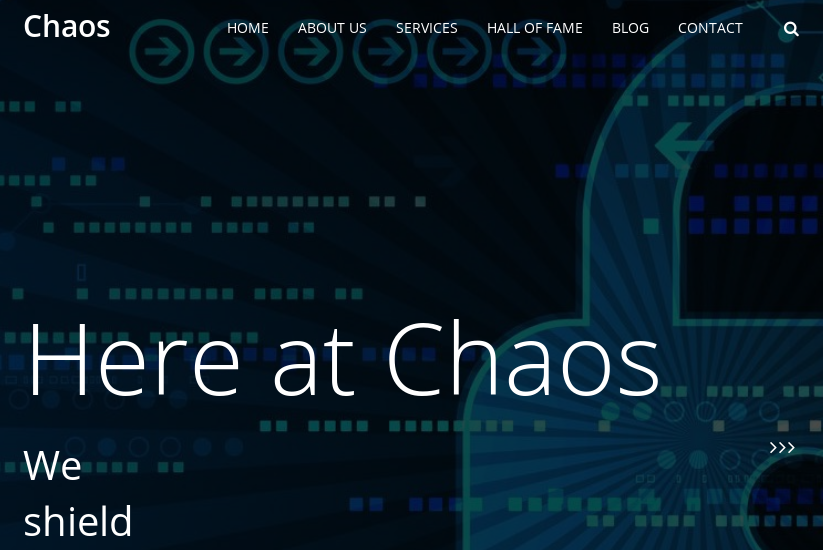 Chaos HOME ABOUT US SERVICES HALL OF FAME BLOG CONTACT
Here at Chaos
We
shield